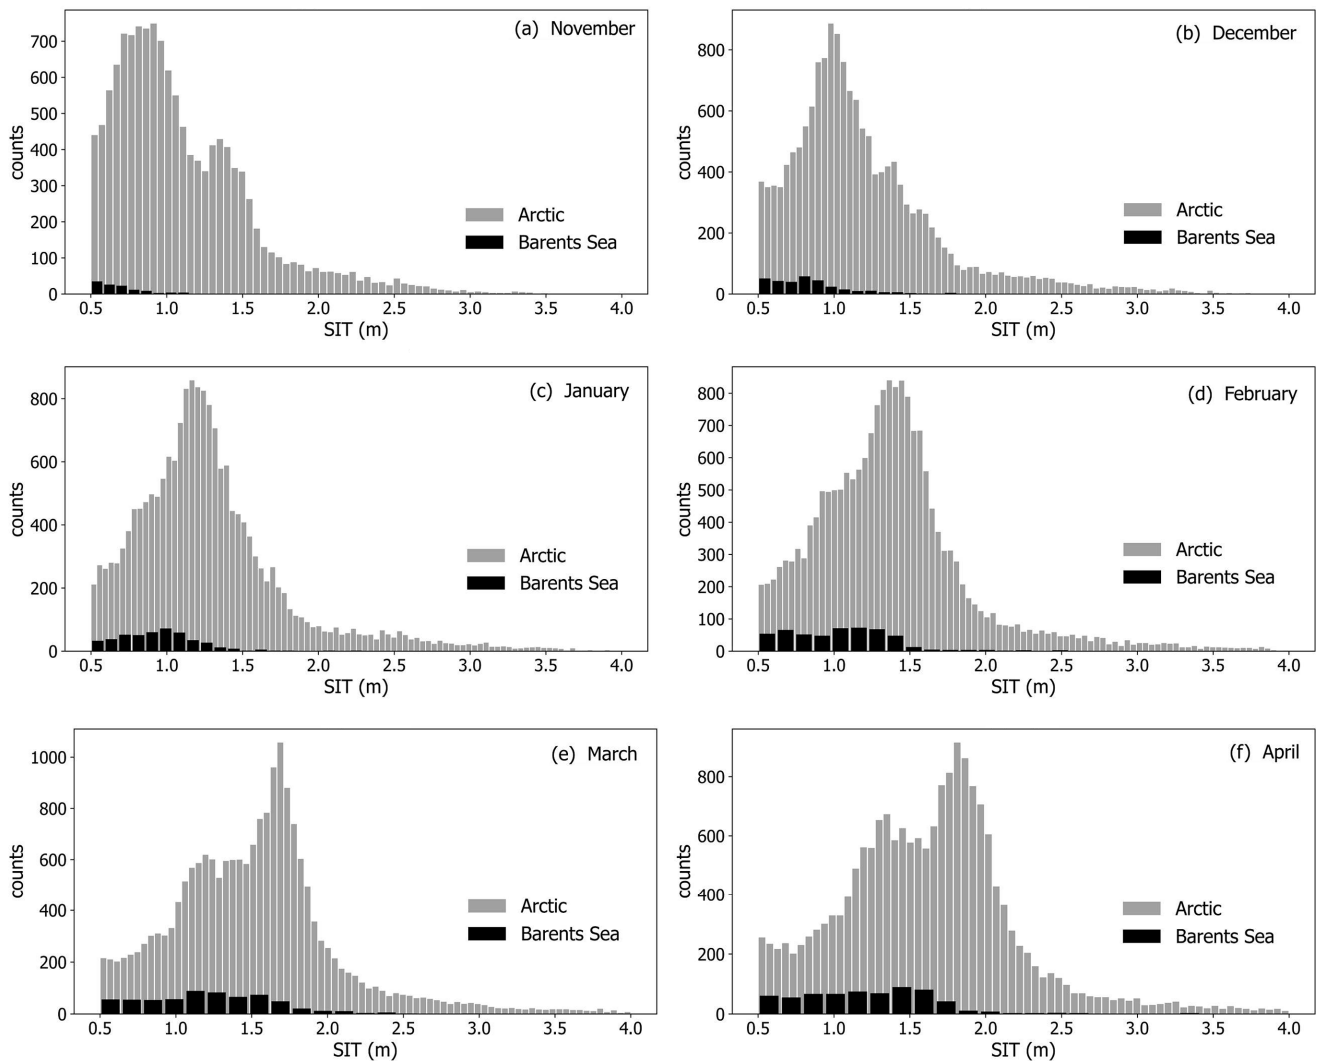 (a) November
700
600
500
400
300
200
100
0
counts
Arctic
Barents Sea
0.5 1.0 1.5 2.0 2.5 3.0 3.5 4.0
SIT (m)
(b) December
800
600
400
200
0
counts
Arctic
Barents Sea
0.5 1.0 1.5 2.0 2.5 3.0 3.5 4.0
SIT (m)
(c) January
800
600
400
200
0
counts
Arctic
Barents Sea
0.5 1.0 1.5 2.0 2.5 3.0 3.5 4.0
SIT (m)
(d) February
800
700
600
500
400
300
200
100
0
counts
Arctic
Barents Sea
0.5 1.0 1.5 2.0 2.5 3.0 3.5 4.0
SIT (m)
(e) March
1000
800
600
400
200
0
counts
Arctic
Barents Sea
0.5 1.0 1.5 2.0 2.5 3.0 3.5 4.0
SIT (m)
(f) April
800
600
400
200
0
counts
Arctic
Barents Sea
0.5 1.0 1.5 2.0 2.5 3.0 3.5 4.0
SIT (m)